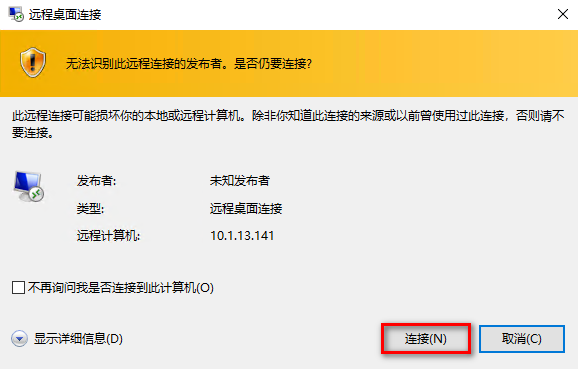 远程桌面连接
无法识别此远程连接的发布者。是否仍要连接?
此远程连接可能损坏你的本地或远程计算机。除非你知道此连接的来源或以前曾使用过此连接，否则请不
要连接。
发布者: 未知发布者
类型: 远程桌面连接
远程计算机: 10.1.13.141
不再询问我是否连接到此计算机(O)
显示详细信息(D) 连接(N) 取消(C)